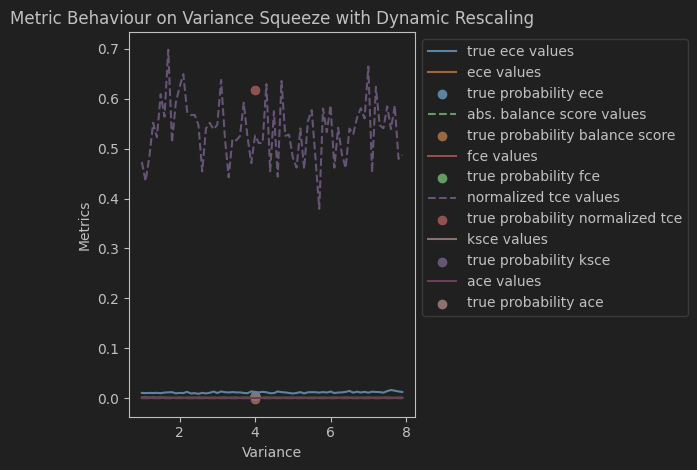 Metric Behaviour on Variance Squeeze with Dynamic Rescaling
true ece values
ece values
true probability ece
abs. balance score values
true probability balance score
fce values
true probability fce
normalized tce values
true probability normalized tce
ksce values
true probability ksce
ace values
true probability ace
Metrics
0.7
0.6
0.5
0.4
0.3
0.2
0.1
0.0
2
4
6
8
Variance